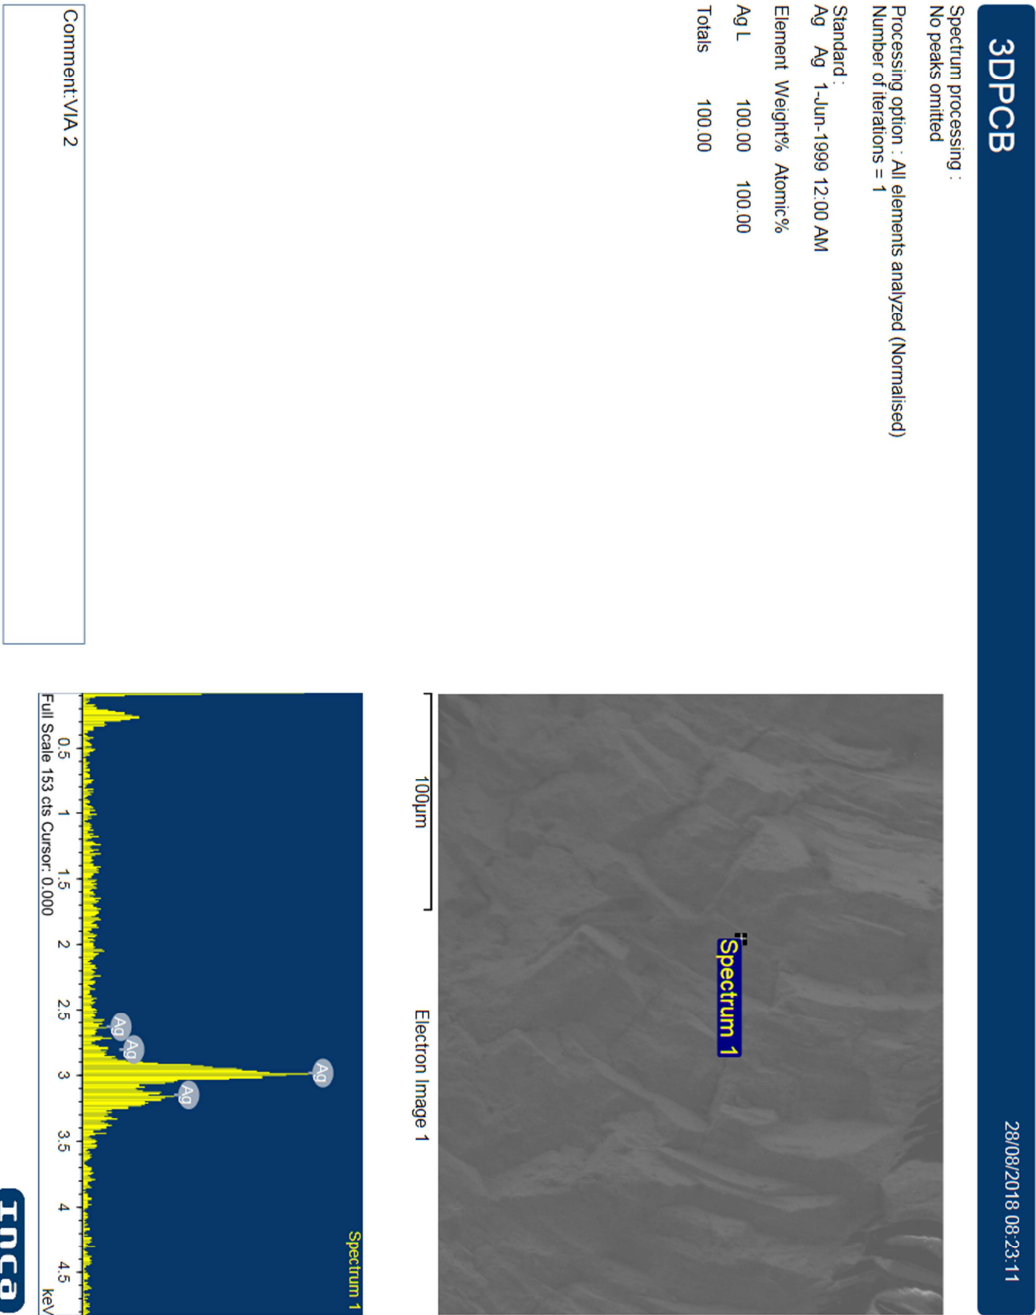 3DPCB
28/08/2018 08:23:11
Spectrum processing :
No peaks omitted
Processing option : All elements analyzed (Normalised)
Number of iterations = 1
Standard :
Ag Ag 1-Jun-1999 12:00 AM
Element Weight% Atomic%
Ag L 100.00 100.00
Totals 100.00
Comment:VIA 2
Spectrum 1
100µm
Electron Image 1
Spectrum 1
Ag
Ag
Ag
Ag
0.5 1 1.5 2 2.5 3 3.5 4 4.5
Full Scale 153 cts Cursor: 0.000
keV
Inca